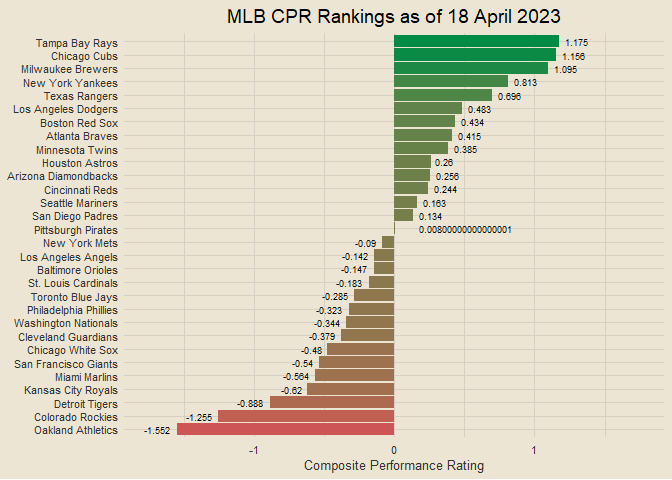 MLB CPR Rankings as of 18 April 2023
Tampa Bay Rays 1.175
Chicago Cubs 1.156
Milwaukee Brewers 1.095
New York Yankees 0.813
Texas Rangers 0.696
Los Angeles Dodgers 0.483
Boston Red Sox 0.434
Atlanta Braves 0.415
Minnesota Twins 0.385
Houston Astros 0.26
Arizona Diamondbacks 0.256
Cincinnati Reds 0.244
Seattle Mariners 0.163
San Diego Padres 0.134
Pittsburgh Pirates 0.00800000000000001
New York Mets -0.09
Los Angeles Angels -0.142
Baltimore Orioles -0.147
St. Louis Cardinals -0.183
Toronto Blue Jays -0.285
Philadelphia Phillies -0.323
Washington Nationals -0.344
Cleveland Guardians -0.379
Chicago White Sox -0.48
San Francisco Giants -0.54
Miami Marlins -0.564
Kansas City Royals -0.62
Detroit Tigers -0.888
Colorado Rockies -1.255
Oakland Athletics -1.552
-1 0 1
Composite Performance Rating